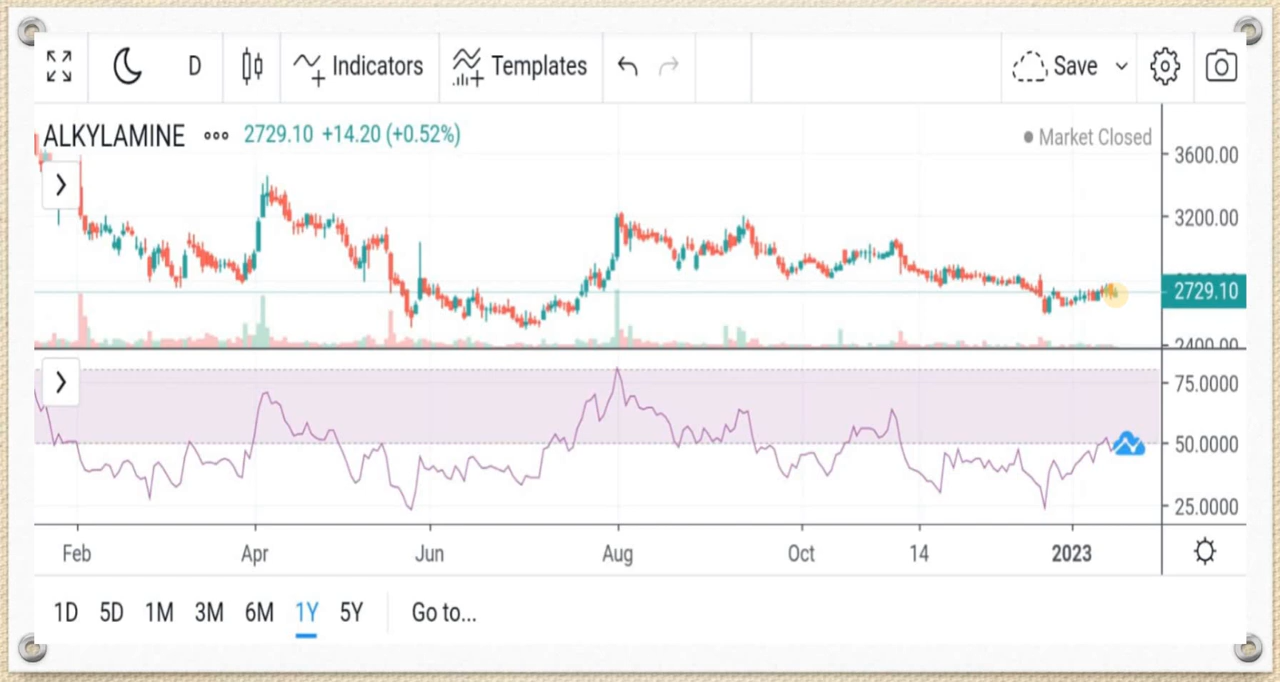 D Indicators Templates Save
ALKYLAMINE 2729.10 +14.20 (+0.52%) Market Closed
3600.00
3200.00
2729.10
2400.00
75.0000
50.0000
25.0000
Feb Apr Jun Aug Oct 14 2023
1D 5D 1M 3M 6M 1Y 5Y Go to...